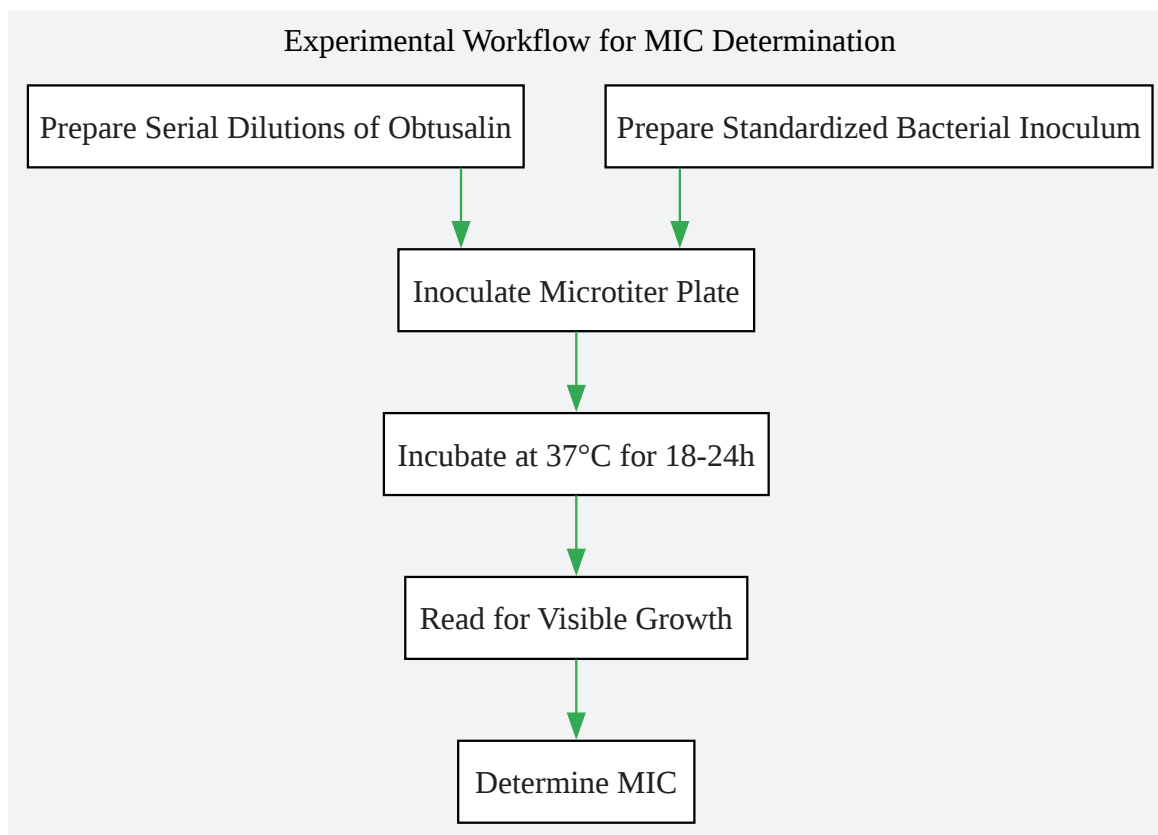 Experimental Workflow for MIC Determination
Prepare Serial Dilutions of Obtusalin
Prepare Standardized Bacterial Inoculum
Inoculate Microtiter Plate
Incubate at 37°C for 18-24h
Read for Visible Growth
Determine MIC